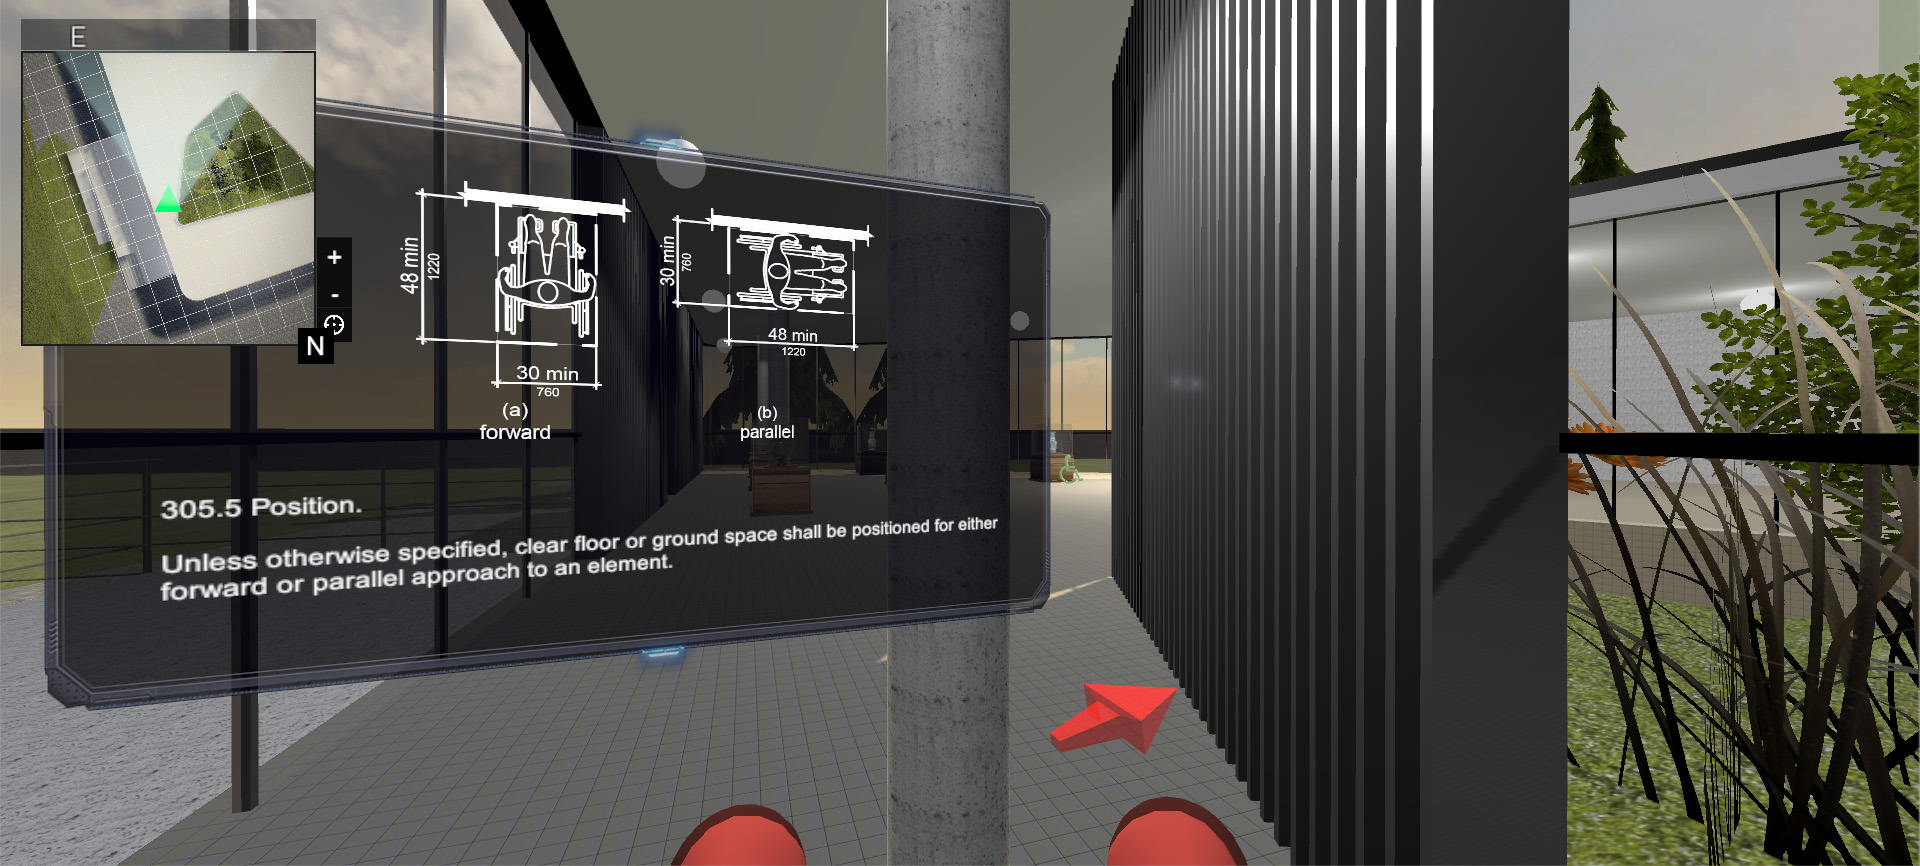 E
+
-
N
48 min
1220
30 min
760
(a)
forward
30 min
760
48 min
1220
(b)
parallel
305.5 Position.
Unless otherwise specified, clear floor or ground space shall be positioned for either
forward or parallel approach to an element.